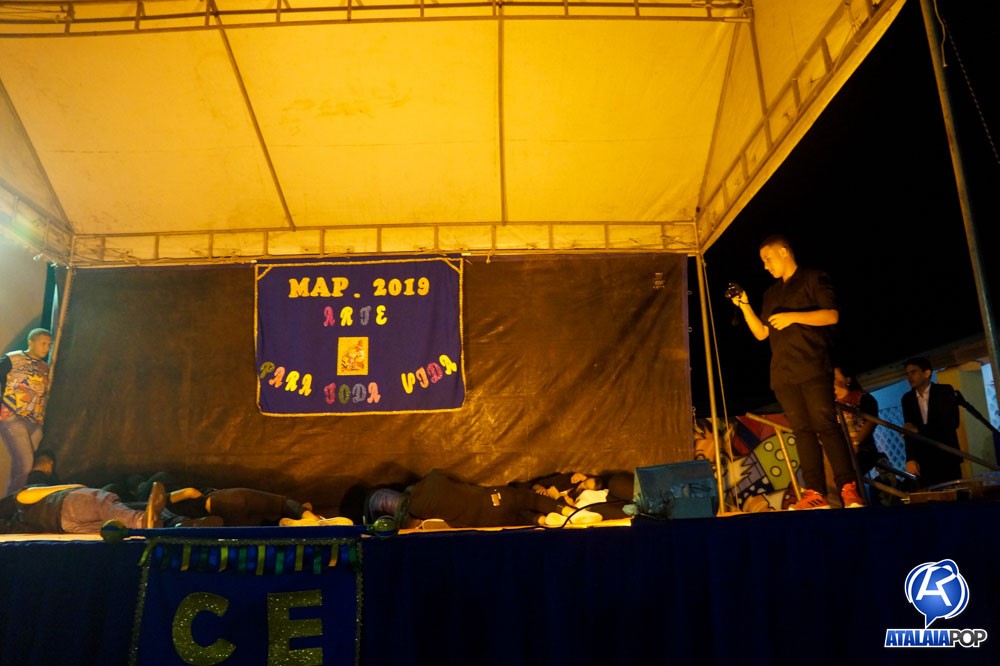 MAP. 2019
ARTE
PARA TODA VIDA
CE
ATALAIAPOP